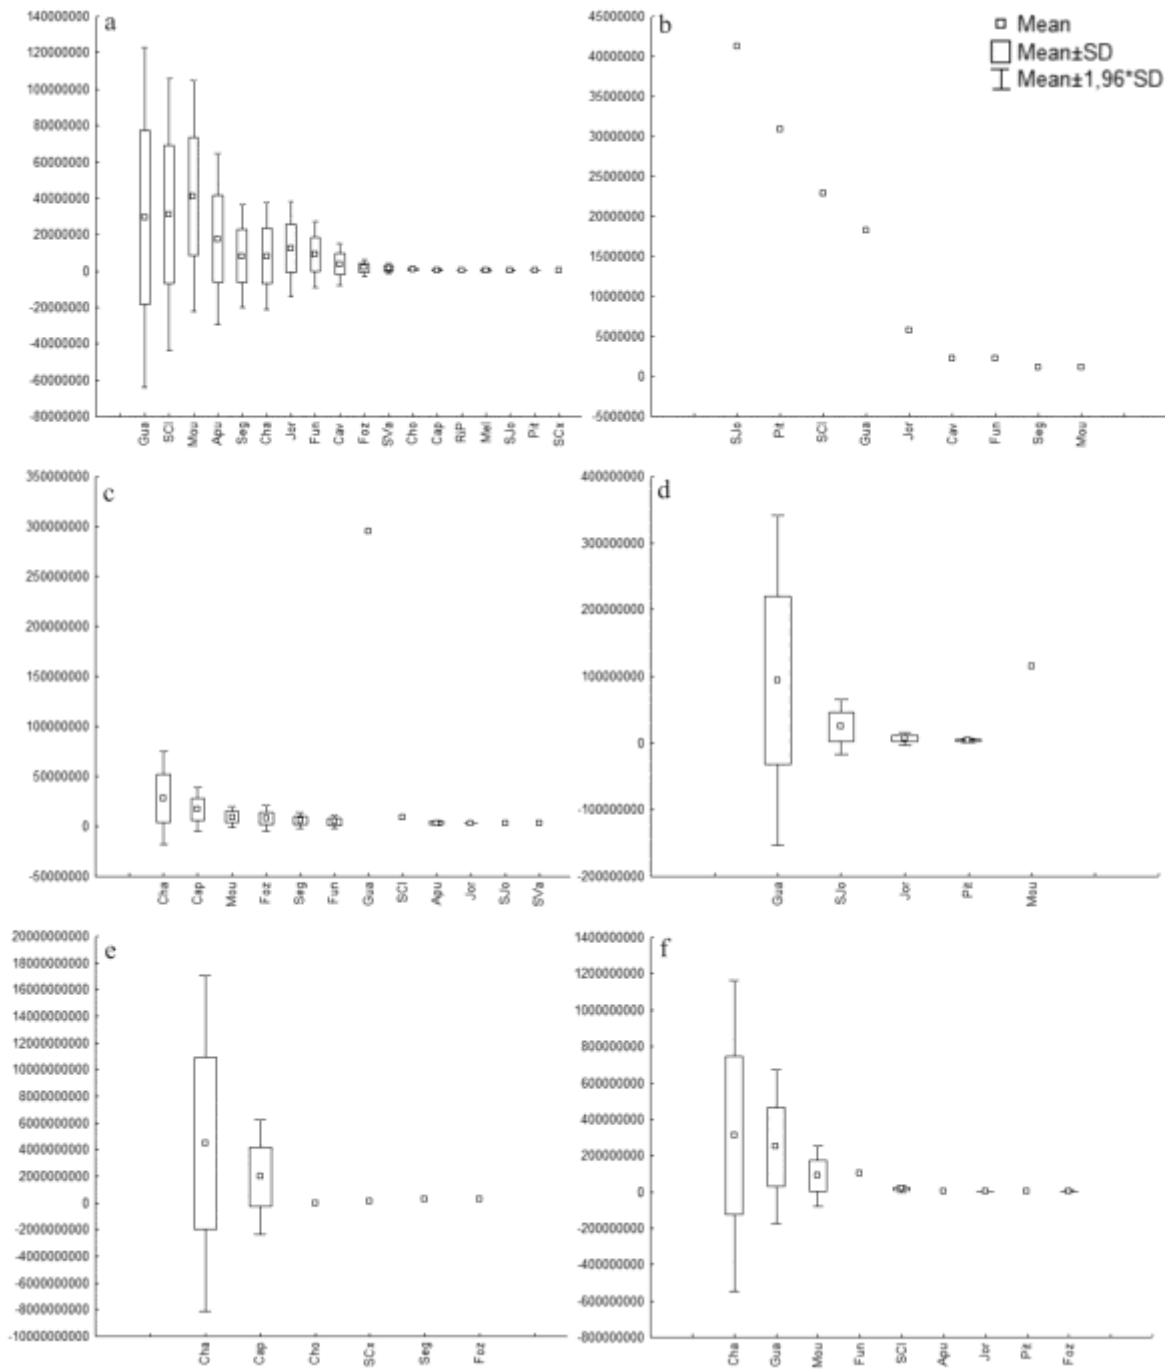 a
140000000
120000000
100000000
80000000
60000000
40000000
20000000
0
-20000000
-40000000
-60000000
-80000000
Gua
SCl
Mou
Apu
Seg
Cha
Jor
Fun
Cav
Foz
SVa
Cho
Cap
RiP
Mel
SJo
Pit
SCx
b
Mean
Mean±SD
Mean±1,96*SD
45000000
40000000
35000000
30000000
25000000
20000000
15000000
10000000
5000000
0
-5000000
SJo
Pit
SCl
Gua
Jor
Cav
Fun
Seg
Mou
c
350000000
300000000
250000000
200000000
150000000
100000000
50000000
0
-50000000
Cha
Cap
Mou
Foz
Seg
Fun
Gua
SCl
Apu
Jor
SJo
SVa
d
400000000
300000000
200000000
100000000
0
-100000000
-200000000
Gua
SJo
Jor
Pit
Mou
e
20000000000
18000000000
16000000000
14000000000
12000000000
10000000000
8000000000
6000000000
4000000000
2000000000
0
-2000000000
-4000000000
-6000000000
-8000000000
-10000000000
Cha
Cap
Cho
SCx
Seg
Foz
f
1400000000
1200000000
1000000000
800000000
600000000
400000000
200000000
0
-200000000
-400000000
-600000000
-800000000
Cha
Gua
Mou
Fun
SCl
Apu
Jor
Pit
Foz